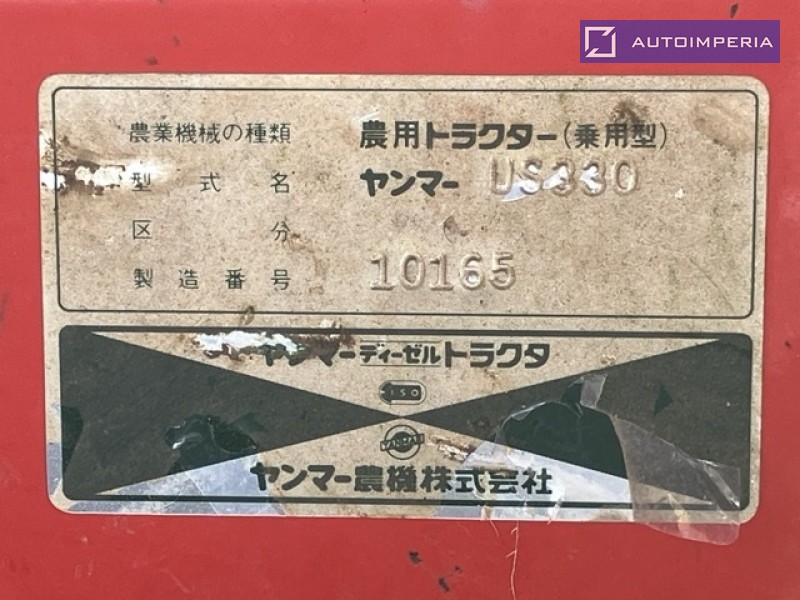 AUTOIMPERIA
農業機械の種類 農用トラクター(乗用型)
型式名 ヤンマー US330
区分
製造番号 10165
ヤンマーディーゼルトラクタ
ISO
YANMAR
ヤンマー農機株式会社